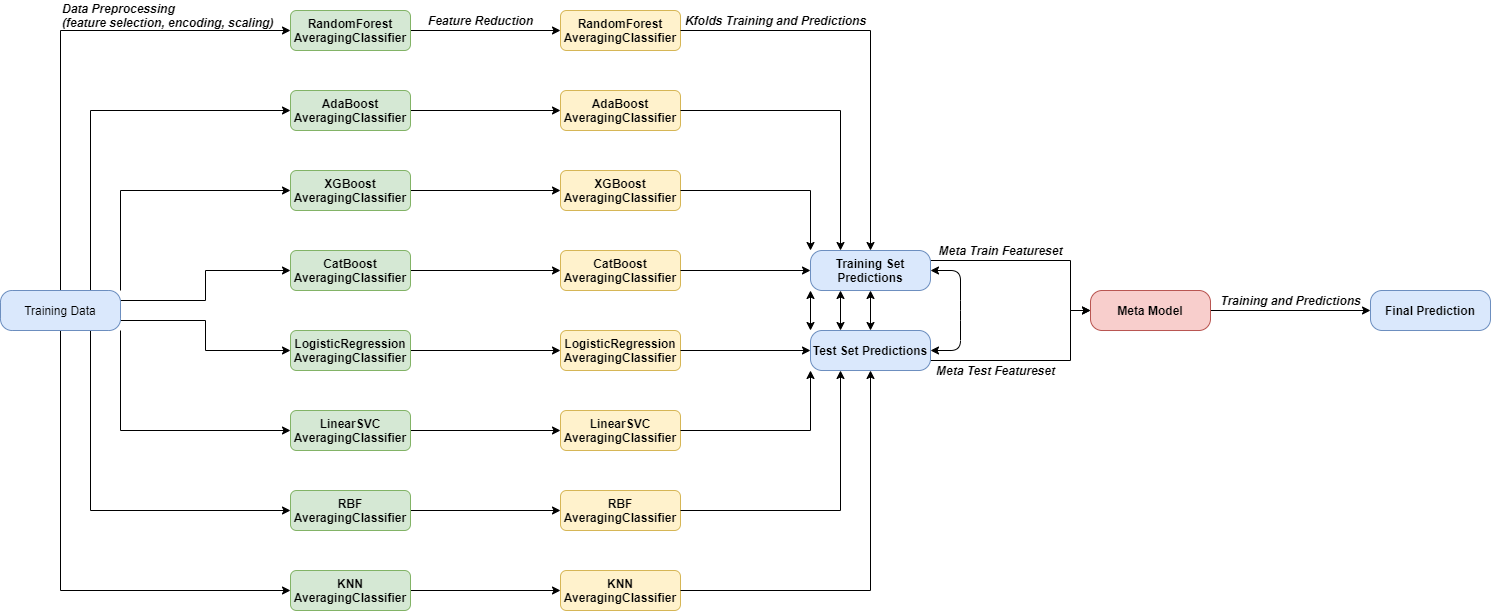 Data Preprocessing
(feature selection, encoding, scaling)
RandomForest
AveragingClassifier
Feature Reduction
RandomForest
AveragingClassifier
Kfolds Training and Predictions
AdaBoost
AveragingClassifier
AdaBoost
AveragingClassifier
XGBoost
AveragingClassifier
XGBoost
AveragingClassifier
CatBoost
AveragingClassifier
CatBoost
AveragingClassifier
Training Set
Predictions
Meta Train Featureset
Training Data
Meta Model
Training and Predictions
Final Prediction
LogisticRegression
AveragingClassifier
LogisticRegression
AveragingClassifier
Test Set Predictions
Meta Test Featureset
LinearSVC
AveragingClassifier
LinearSVC
AveragingClassifier
RBF
AveragingClassifier
RBF
AveragingClassifier
KNN
AveragingClassifier
KNN
AveragingClassifier